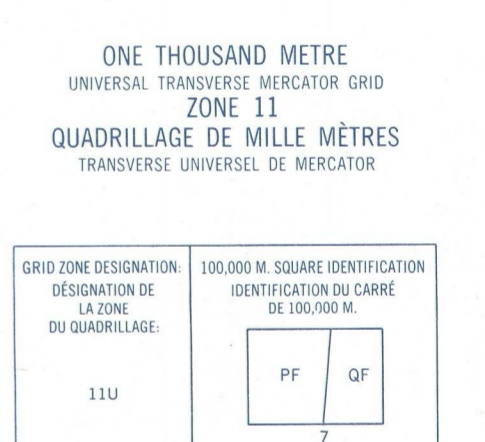 ONE THOUSAND METRE
UNIVERSAL TRANSVERSE MERCATOR GRID
ZONE 11
QUADRILLAGE DE MILLE MÈTRES
TRANSVERSE UNIVERSEL DE MERCATOR
GRID ZONE DESIGNATION:
DÉSIGNATION DE
LA ZONE
DU QUADRILLAGE:
11U
100,000 M. SQUARE IDENTIFICATION
IDENTIFICATION DU CARRÉ
DE 100,000 M.
PF QF
7